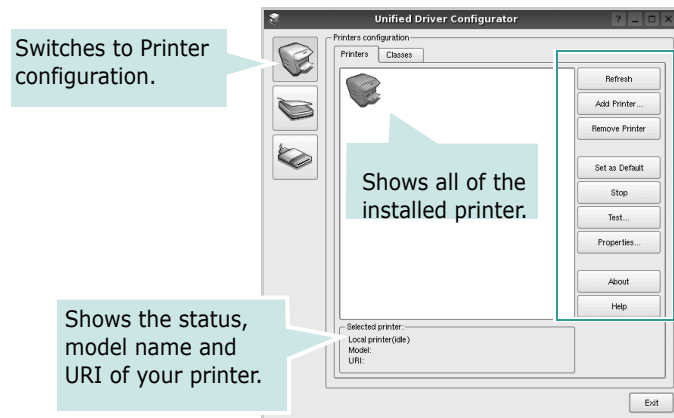 Unified Driver Configurator
Switches to Printer
configuration.
Printers configuration
Printers
Classes
Refresh
Add Printer...
Remove Printer
Set as Default
Stop
Test...
Properties...
About
Help
Shows all of the
installed printer.
Shows the status,
model name and
URI of your printer.
Selected printer:
Local printer(idle)
Model:
URI:
Exit